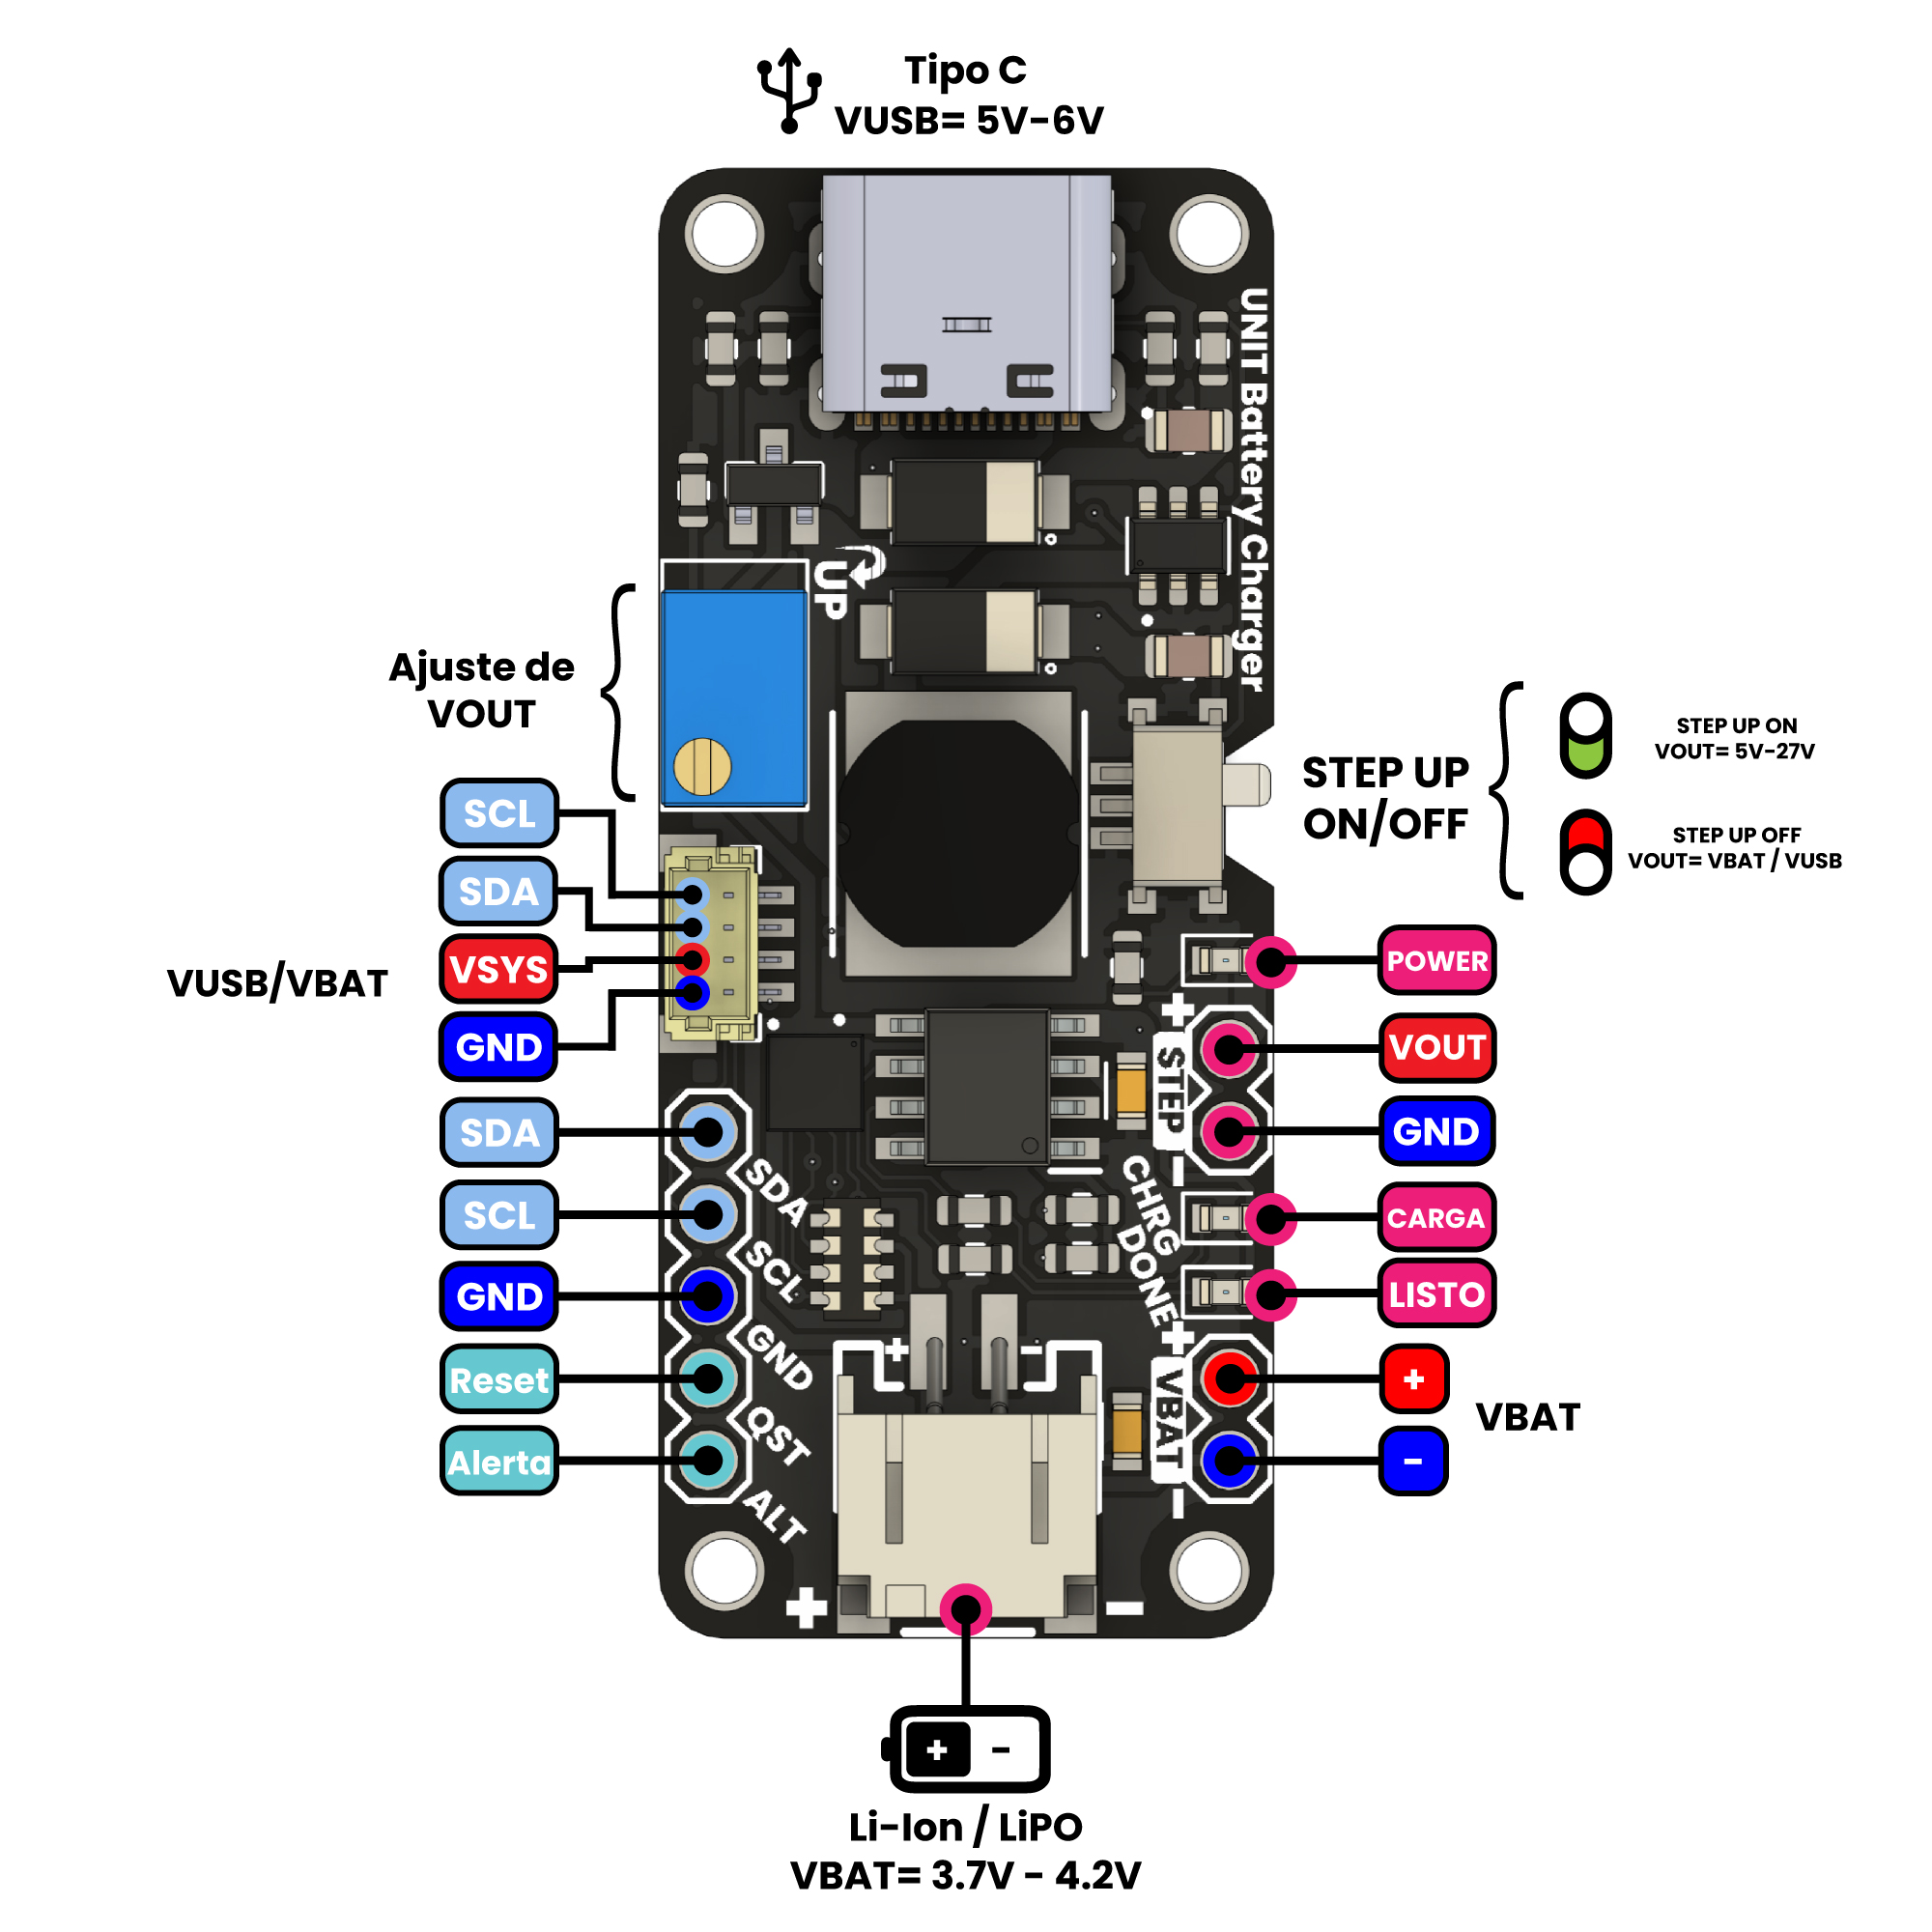 Tipo C
VUSB= 5V-6V
UNIT Battery Charger
UP
Ajuste de
VOUT
STEP UP
ON/OFF
STEP UP ON
VOUT= 5V-27V
STEP UP OFF
VOUT= VBAT / VUSB
SCL
SDA
VSYS
GND
VUSB/VBAT
SDA
SCL
GND
Reset
Alerta
SDA
SCL
GND
QST
ALT
POWER
VOUT
GND
CARGA
LISTO
+
-
VBAT
+
STEP
-
CHRG
DONE
+
VBAT
-
+ -
+ -
+ -
Li-Ion / LiPO
VBAT= 3.7V - 4.2V